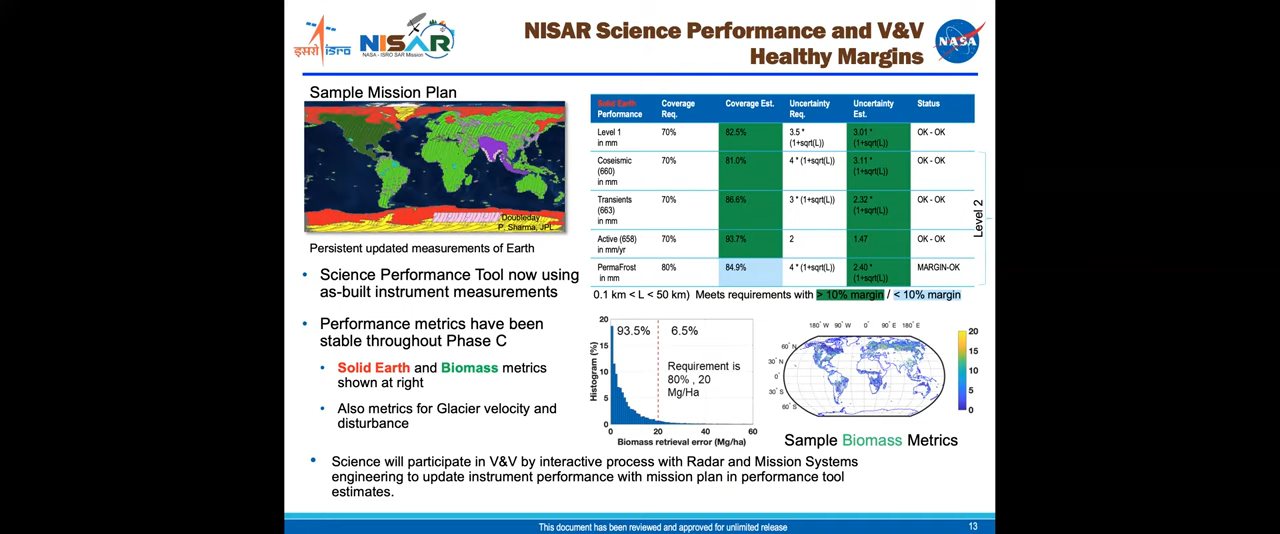 NISAR Science Performance and V&V
Healthy Margins
इसरो isro
NISAR
NASA - ISRO SAR Mission
NASA
Sample Mission Plan
Doubleday
P. Sharma, JPL
Persistent updated measurements of Earth
• Science Performance Tool now using
as-built instrument measurements
• Performance metrics have been
stable throughout Phase C
• Solid Earth and Biomass metrics
shown at right
• Also metrics for Glacier velocity and
disturbance
Solid Earth Performance Coverage Req. Coverage Est. Uncertainty Req. Uncertainty Est. Status
Level 1 in mm 70% 82.5% 3.5 * (1+sqrt(L)) 3.01 * (1+sqrt(L)) OK - OK
Coseismic (660) in mm 70% 81.0% 4 * (1+sqrt(L)) 3.11 * (1+sqrt(L)) OK - OK
Transients (663) in mm 70% 86.6% 3 * (1+sqrt(L)) 2.32 * (1+sqrt(L)) OK - OK
Active (658) in mm/yr 70% 93.7% 2 1.47 OK - OK
PermaFrost in mm 80% 84.9% 4 * (1+sqrt(L)) 2.40 * (1+sqrt(L)) MARGIN-OK
Level 2
0.1 km < L < 50 km) Meets requirements with > 10% margin / < 10% margin
Histogram (%)
20
15
10
5
0
93.5% 6.5%
Requirement is
80% , 20
Mg/Ha
0 20 40 60
Biomass retrieval error (Mg/ha)
180° W 90° W 0° 90° E 180° E
60° N
30° N
0°
30° S
60° S
20
15
10
5
0
Sample Biomass Metrics
• Science will participate in V&V by interactive process with Radar and Mission Systems
engineering to update instrument performance with mission plan in performance tool
estimates.
This document has been reviewed and approved for unlimited release
13